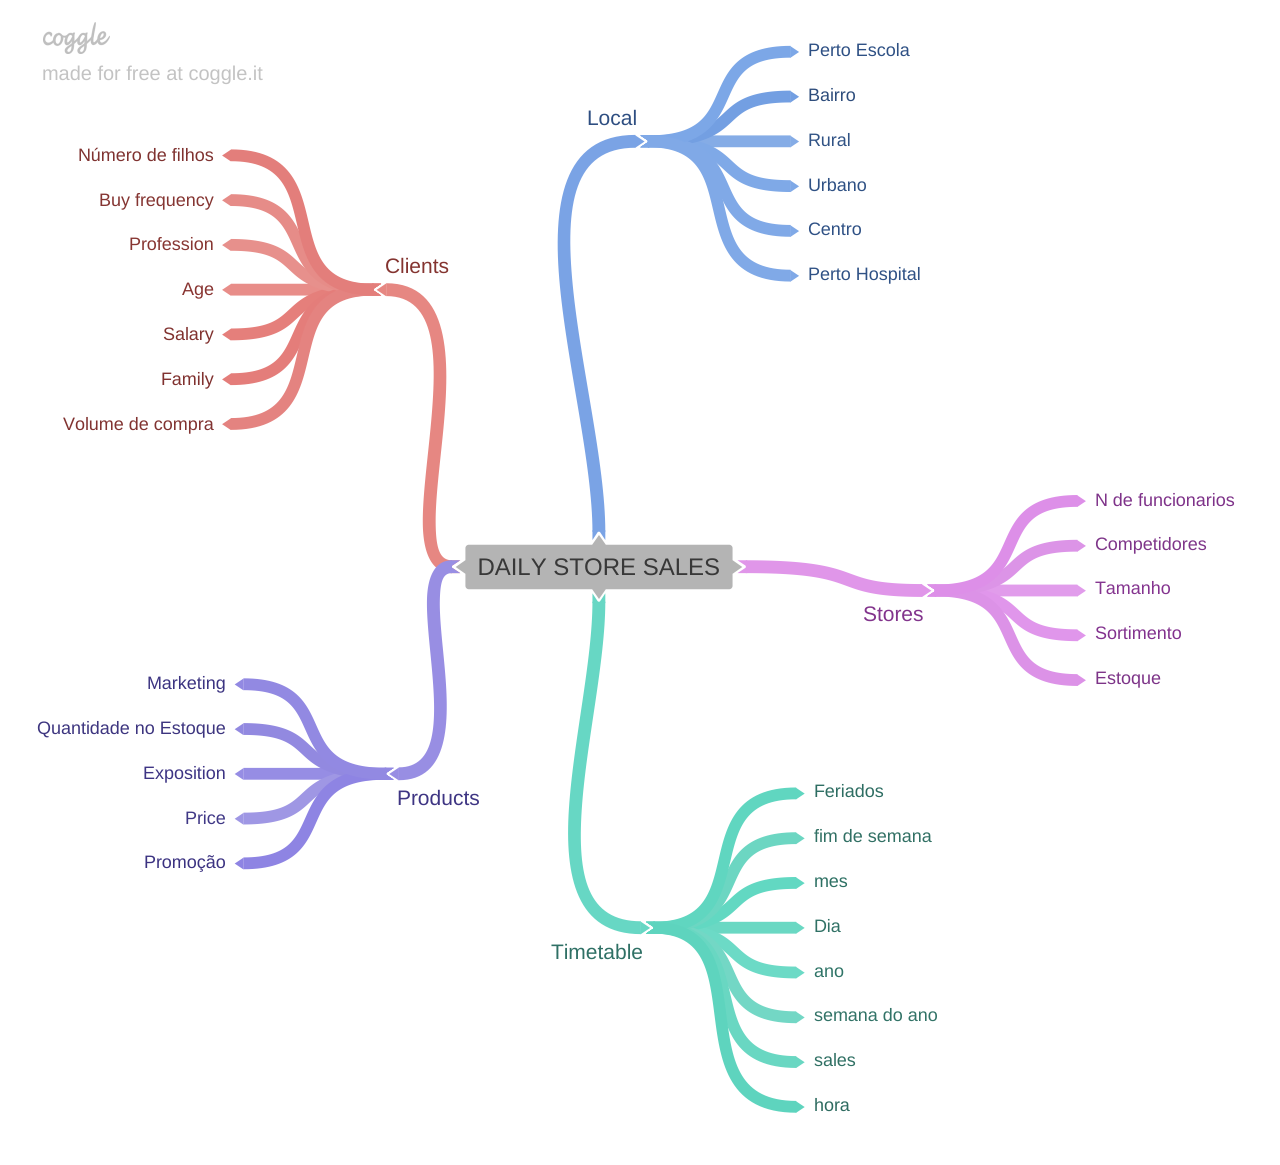 coggle
made for free at coggle.it
Local
Perto Escola
Bairro
Rural
Urbano
Centro
Perto Hospital
Clients
Número de filhos
Buy frequency
Profession
Age
Salary
Family
Volume de compra
DAILY STORE SALES
Stores
N de funcionarios
Competidores
Tamanho
Sortimento
Estoque
Products
Marketing
Quantidade no Estoque
Exposition
Price
Promoção
Timetable
Feriados
fim de semana
mes
Dia
ano
semana do ano
sales
hora